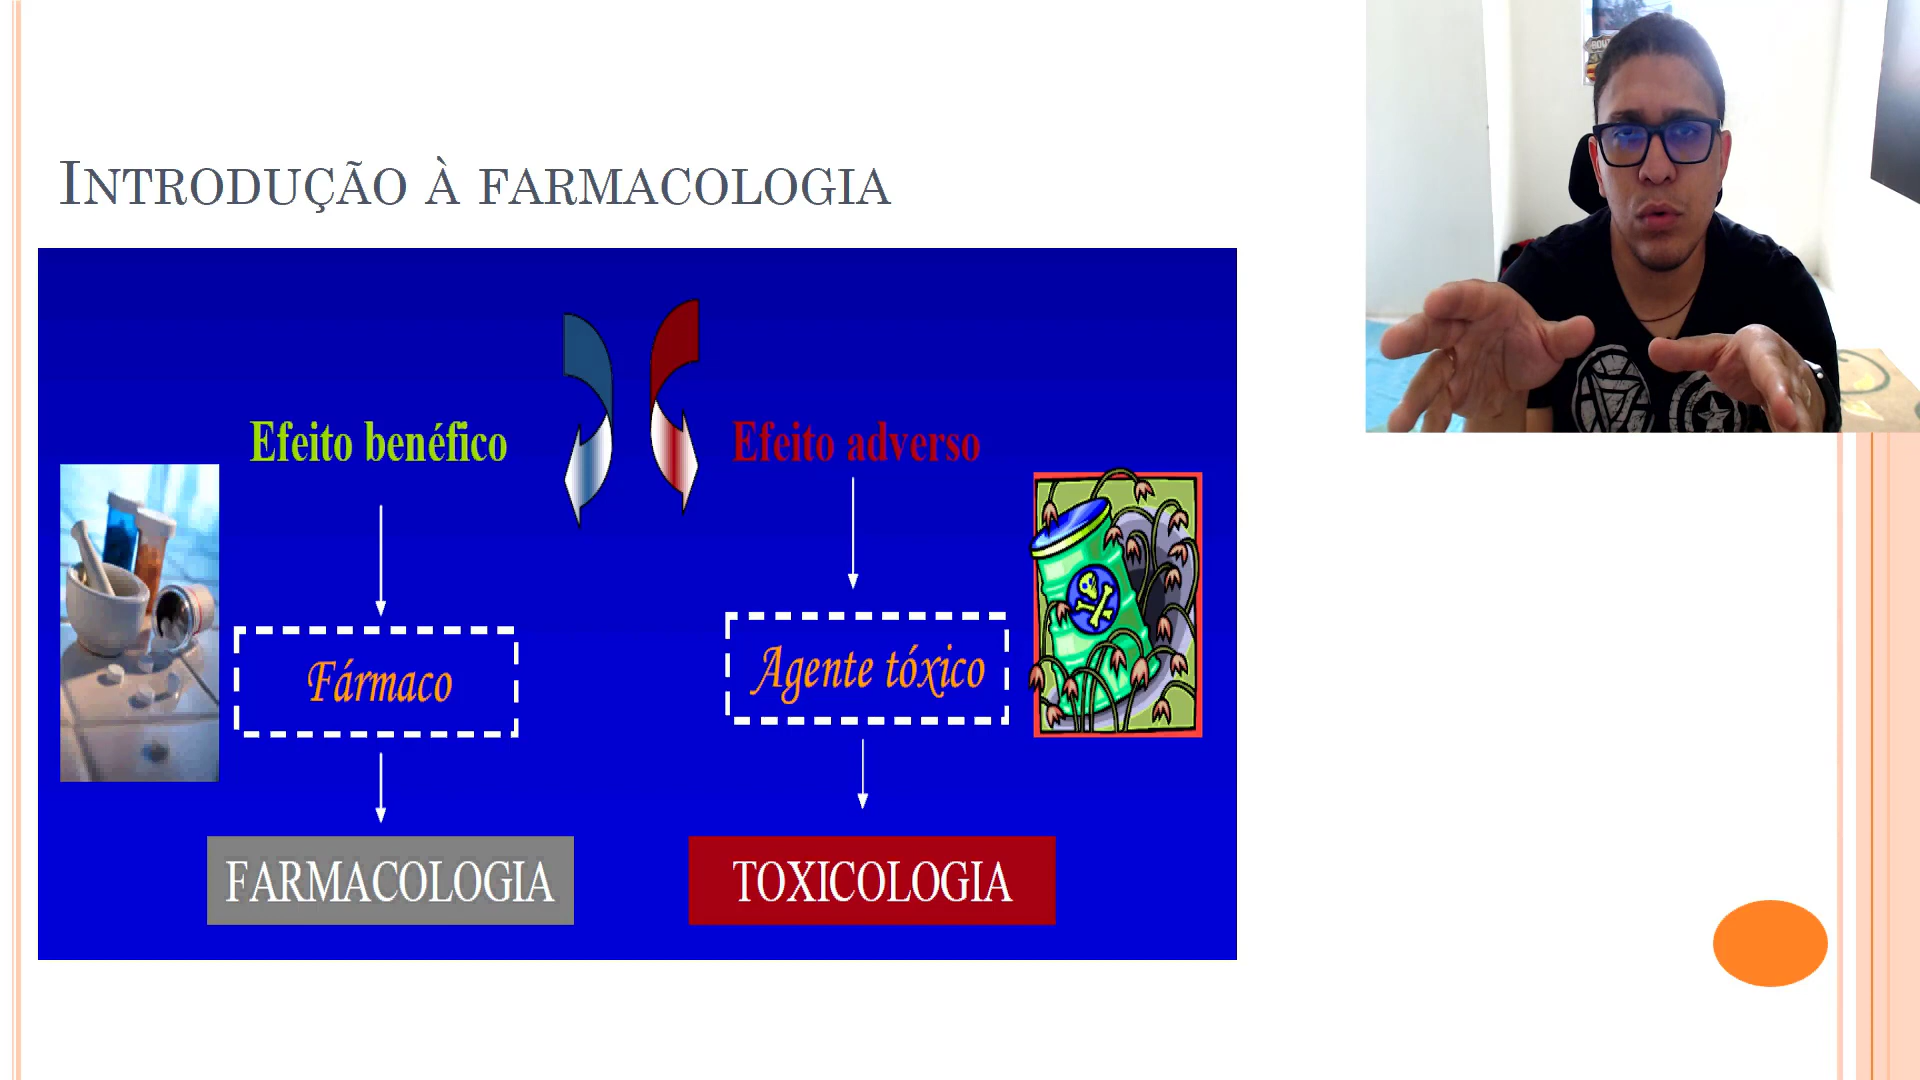 INTRODUÇÃO À FARMACOLOGIA
Efeito benéfico
Efeito adverso
Fármaco
Agente tóxico
FARMACOLOGIA
TOXICOLOGIA